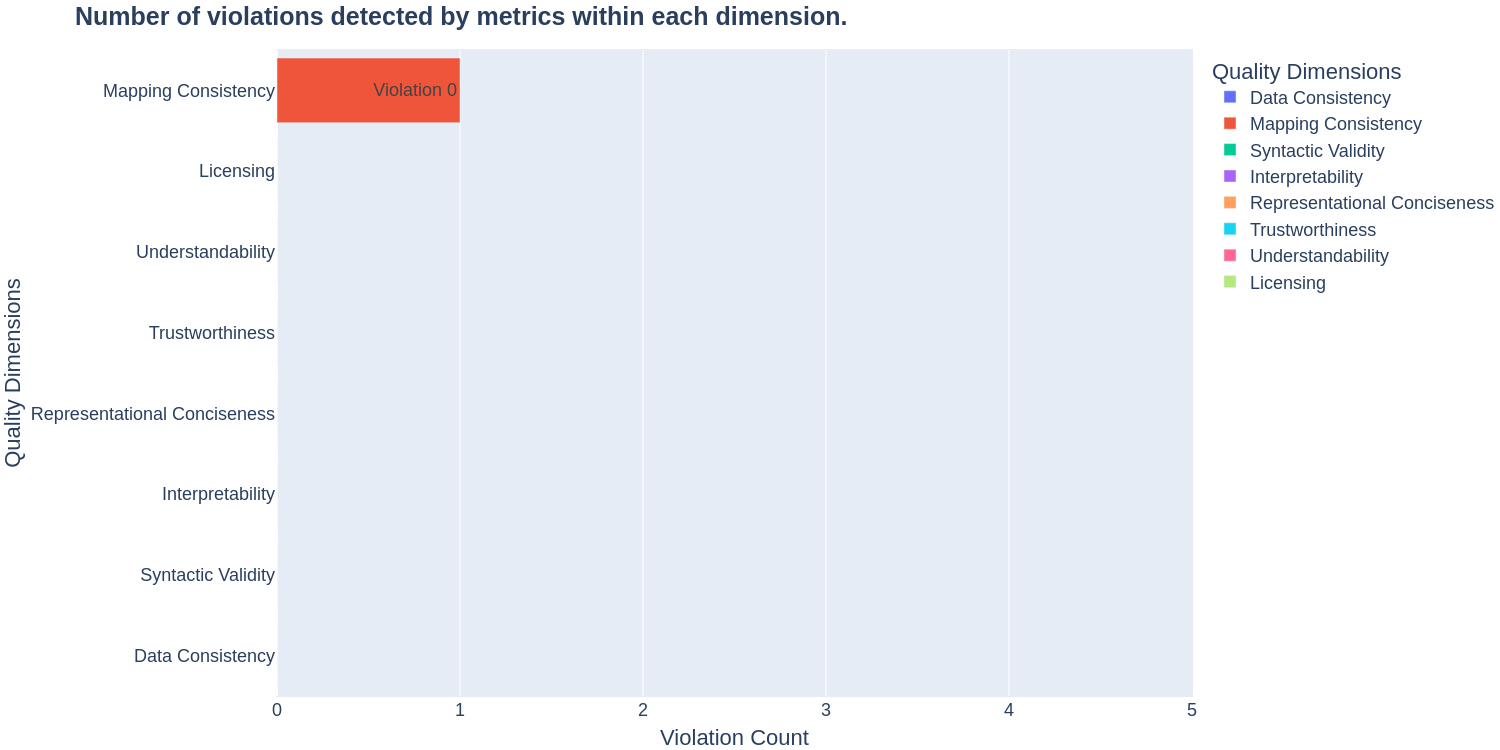 Number of violations detected by metrics within each dimension.
Quality Dimensions
Mapping Consistency
Violation 0
Licensing
Understandability
Trustworthiness
Representational Conciseness
Interpretability
Syntactic Validity
Data Consistency
0 1 2 3 4 5
Violation Count
Quality Dimensions
Data Consistency
Mapping Consistency
Syntactic Validity
Interpretability
Representational Conciseness
Trustworthiness
Understandability
Licensing